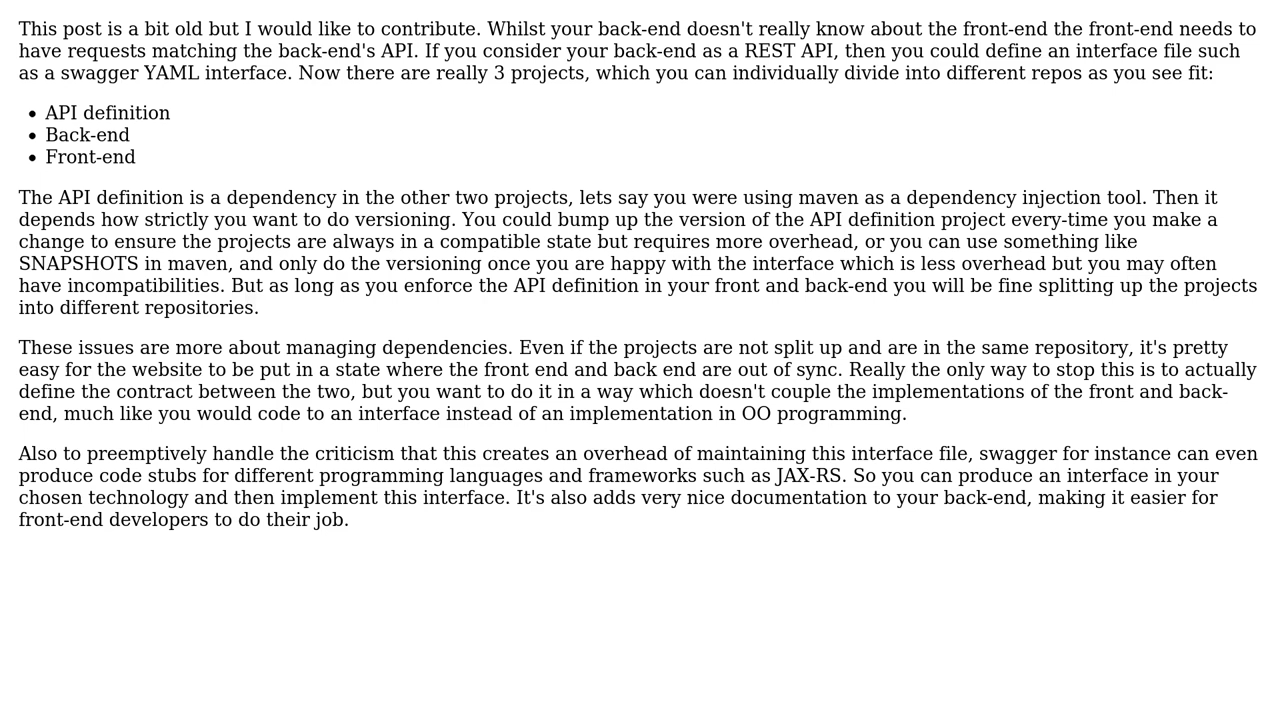 This post is a bit old but I would like to contribute. Whilst your back-end doesn't really know about the front-end the front-end needs to
have requests matching the back-end's API. If you consider your back-end as a REST API, then you could define an interface file such
as a swagger YAML interface. Now there are really 3 projects, which you can individually divide into different repos as you see fit:
• API definition
• Back-end
• Front-end
The API definition is a dependency in the other two projects, lets say you were using maven as a dependency injection tool. Then it
depends how strictly you want to do versioning. You could bump up the version of the API definition project every-time you make a
change to ensure the projects are always in a compatible state but requires more overhead, or you can use something like
SNAPSHOTS in maven, and only do the versioning once you are happy with the interface which is less overhead but you may often
have incompatibilities. But as long as you enforce the API definition in your front and back-end you will be fine splitting up the projects
into different repositories.
These issues are more about managing dependencies. Even if the projects are not split up and are in the same repository, it's pretty
easy for the website to be put in a state where the front end and back end are out of sync. Really the only way to stop this is to actually
define the contract between the two, but you want to do it in a way which doesn't couple the implementations of the front and back-
end, much like you would code to an interface instead of an implementation in OO programming.
Also to preemptively handle the criticism that this creates an overhead of maintaining this interface file, swagger for instance can even
produce code stubs for different programming languages and frameworks such as JAX-RS. So you can produce an interface in your
chosen technology and then implement this interface. It's also adds very nice documentation to your back-end, making it easier for
front-end developers to do their job.